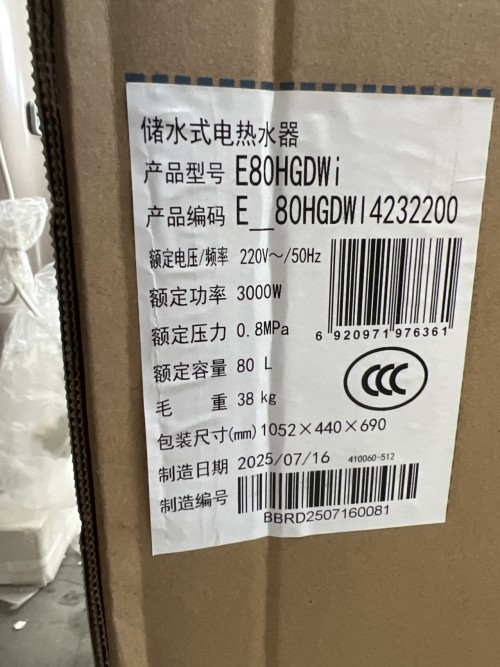 储水式电热水器
产品型号 E80HGDWi
产品编码 E__80HGDWI4232200
额定电压/频率 220V～/50Hz
额定功率 3000W
额定压力 0.8MPa
6 920971 976361
额定容量 80 L
CCC
毛 重 38 kg
包装尺寸(mm) 1052×440×690
制造日期 2025/07/16 410060-512
制造编号
BBRD2507160081